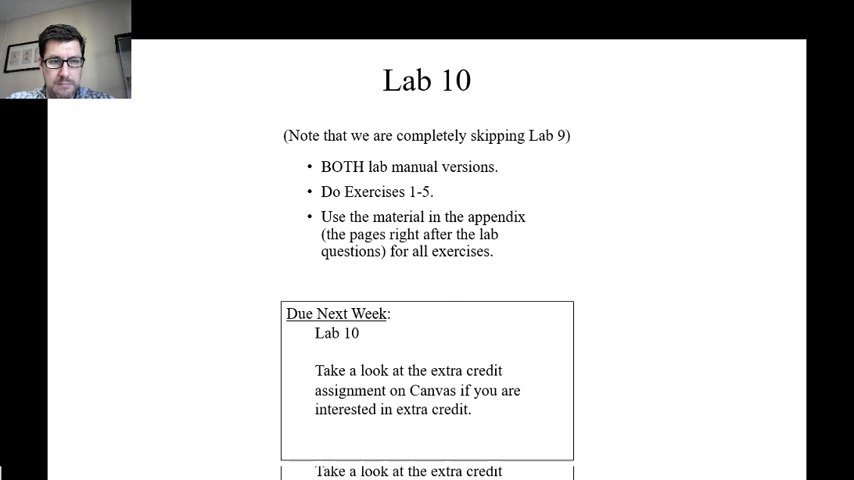 Lab 10
(Note that we are completely skipping Lab 9)
• BOTH lab manual versions.
• Do Exercises 1-5.
• Use the material in the appendix
(the pages right after the lab
questions) for all exercises.
Due Next Week:
Lab 10
Take a look at the extra credit
assignment on Canvas if you are
interested in extra credit.
Take a look at the extra credit